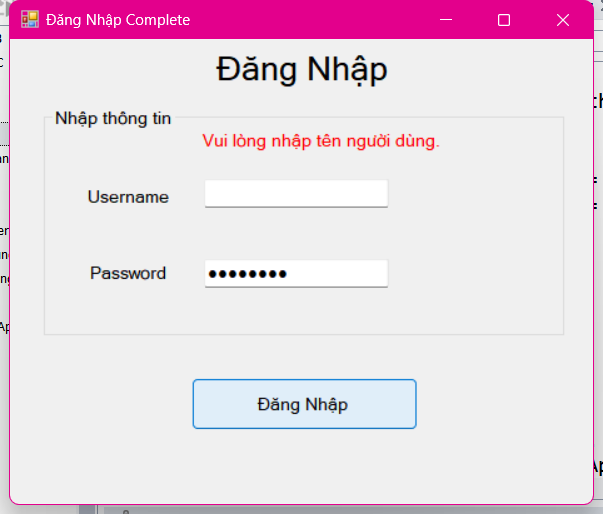 Đăng Nhập Complete
Đăng Nhập
Nhập thông tin
Vui lòng nhập tên người dùng.
Username
Password
Đăng Nhập